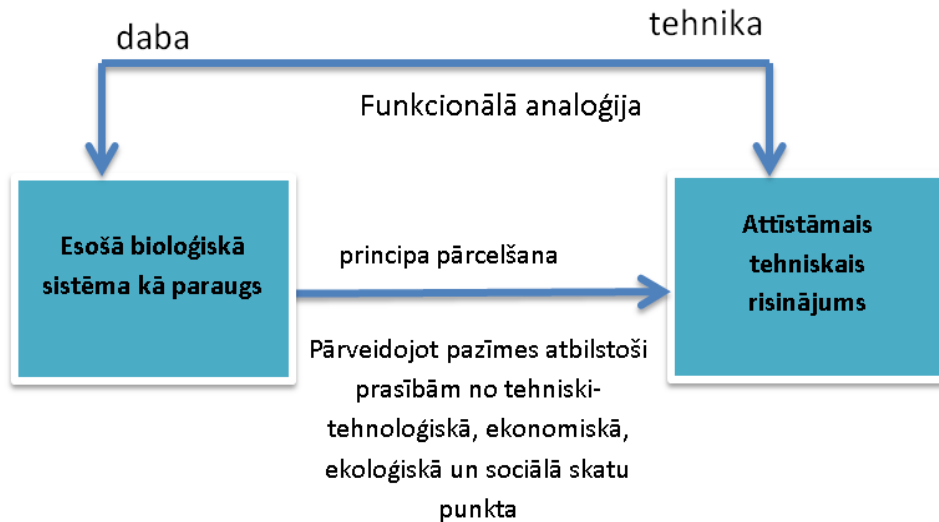 daba
tehnika
Funkcionālā analoģija
Esošā bioloģiskā
sistēma kā paraugs
principa pārcelšana
Attīstāmais
tehniskais
risinājums
Pārveidojot pazīmes atbilstoši
prasībām no tehniski-
tehnoloģiskā, ekonomiskā,
ekoloģiskā un sociālā skatu
punkta